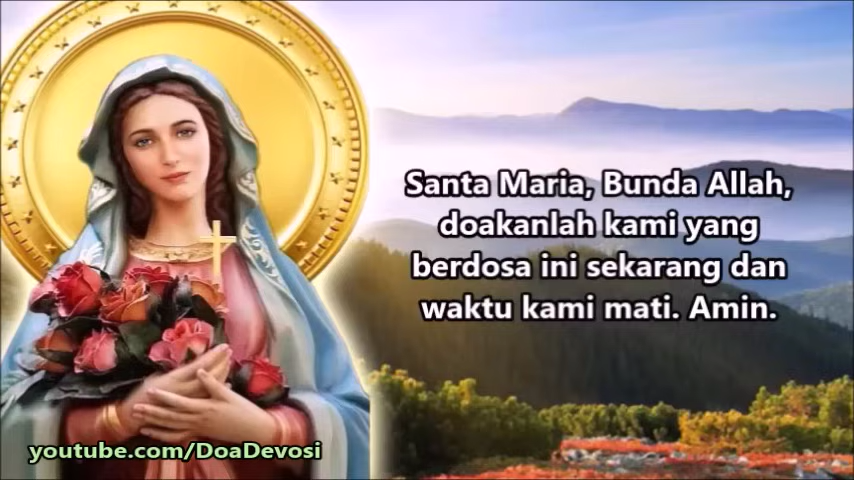 Santa Maria, Bunda Allah,
doakanlah kami yang
berdosa ini sekarang dan
waktu kami mati. Amin.
youtube.com/DoaDevosi